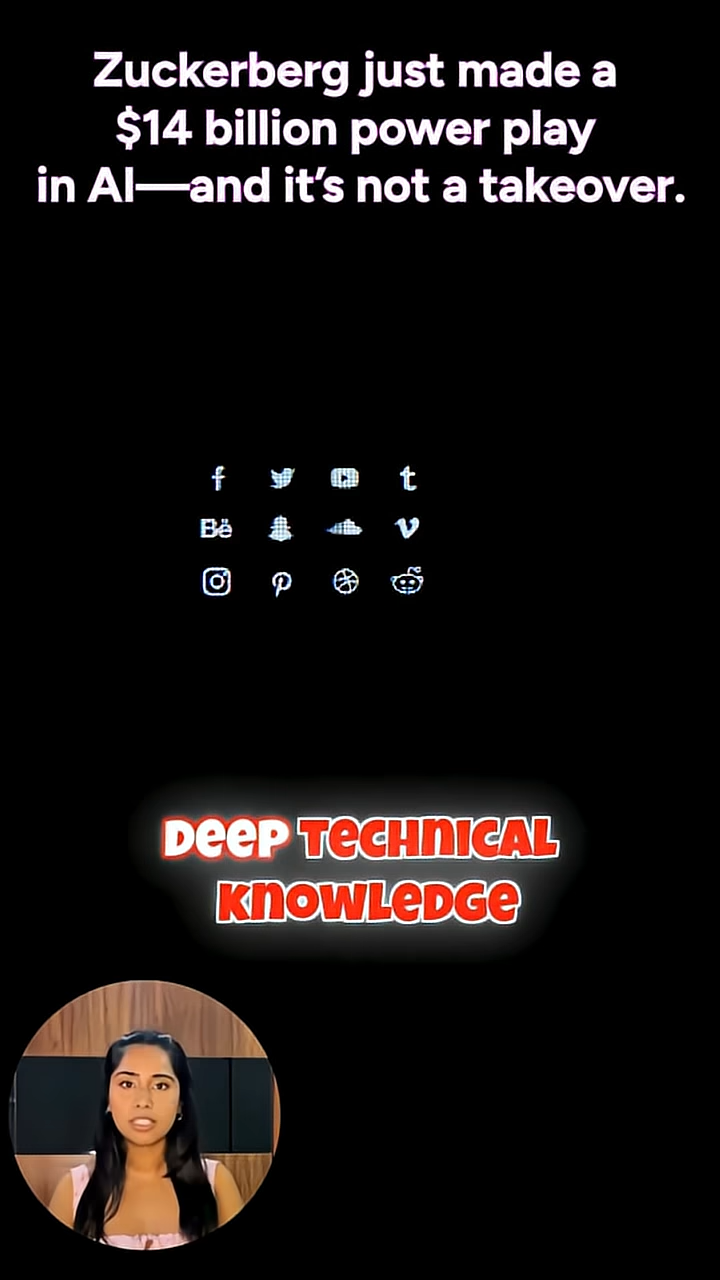 Zuckerberg just made a
$14 billion power play
in AI—and it's not a takeover.
Bē
DEEP TECHNICAL
KNOWLEDGE